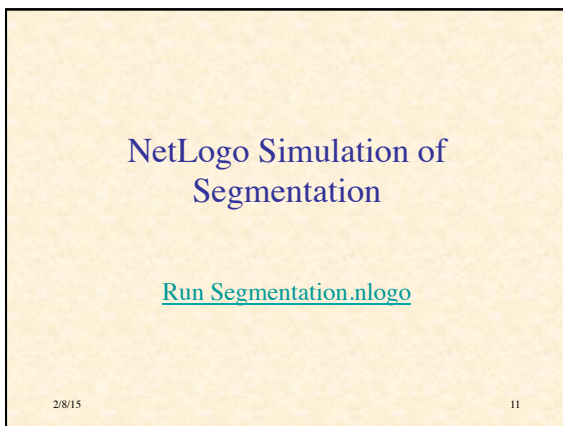 NetLogo Simulation of
Segmentation
Run Segmentation.nlogo
2/8/15
11